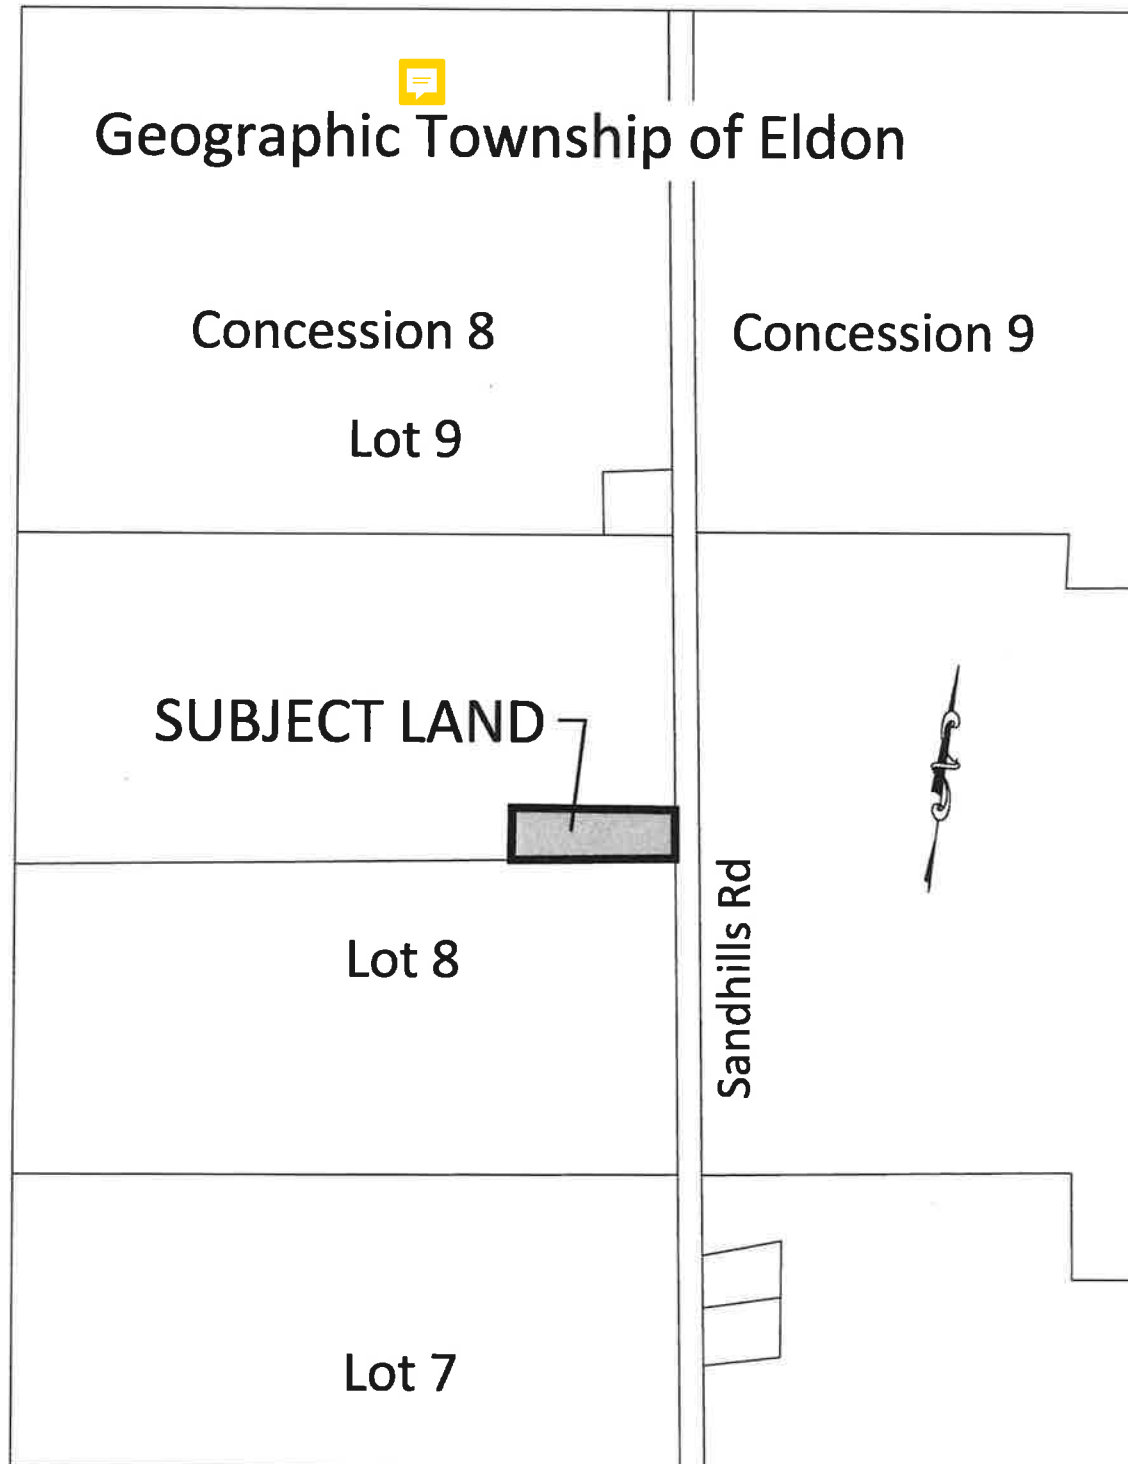 Geographic Township of Eldon
Concession 8
Concession 9
Lot 9
SUBJECT LAND
Sandhills Rd
Lot 8
Lot 7